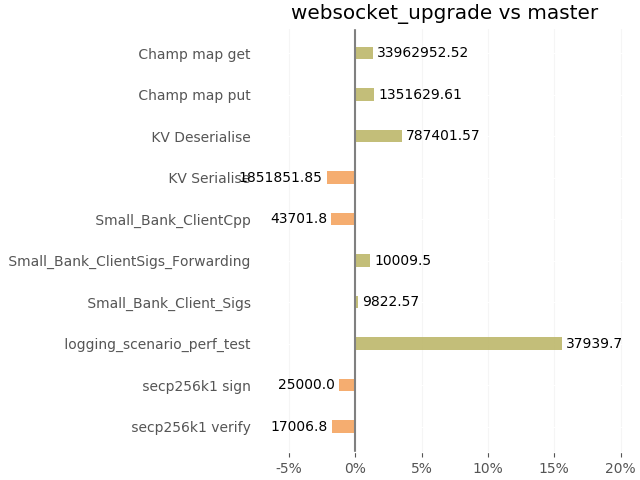 websocket_upgrade vs master
Champ map get 33962952.52
Champ map put 1351629.61
KV Deserialise 787401.57
KV Serialise 1851851.85
Small_Bank_ClientCpp 43701.8
Small_Bank_ClientSigs_Forwarding 10009.5
Small_Bank_Client_Sigs 9822.57
logging_scenario_perf_test 37939.7
secp256k1 sign 25000.0
secp256k1 verify 17006.8
-5% 0% 5% 10% 15% 20%